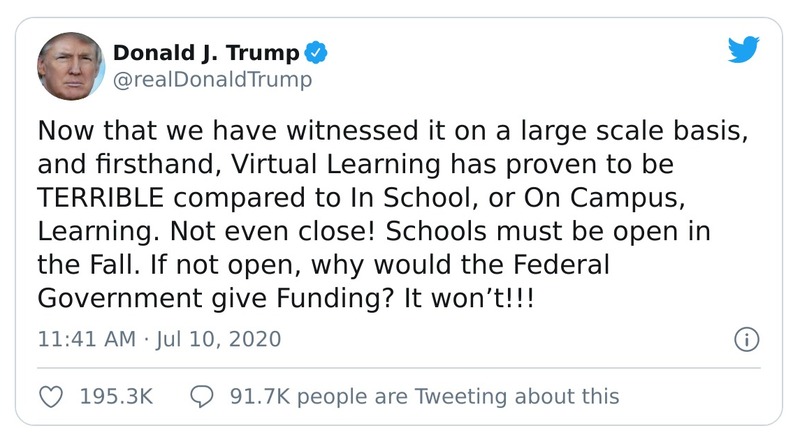 Donald J. Trump
@realDonaldTrump
Now that we have witnessed it on a large scale basis,
and firsthand, Virtual Learning has proven to be
TERRIBLE compared to In School, or On Campus,
Learning. Not even close! Schools must be open in
the Fall. If not open, why would the Federal
Government give Funding? It won’t!!!
11:41 AM · Jul 10, 2020
195.3K 91.7K people are Tweeting about this